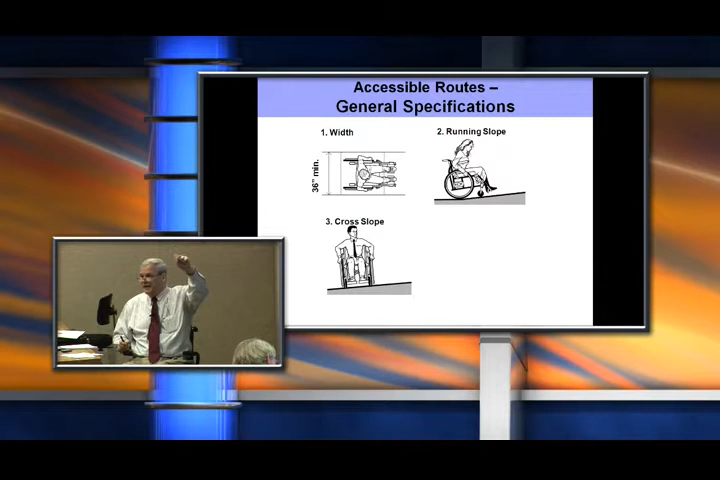 Accessible Routes –
General Specifications
1. Width
2. Running Slope
36" min.
3. Cross Slope